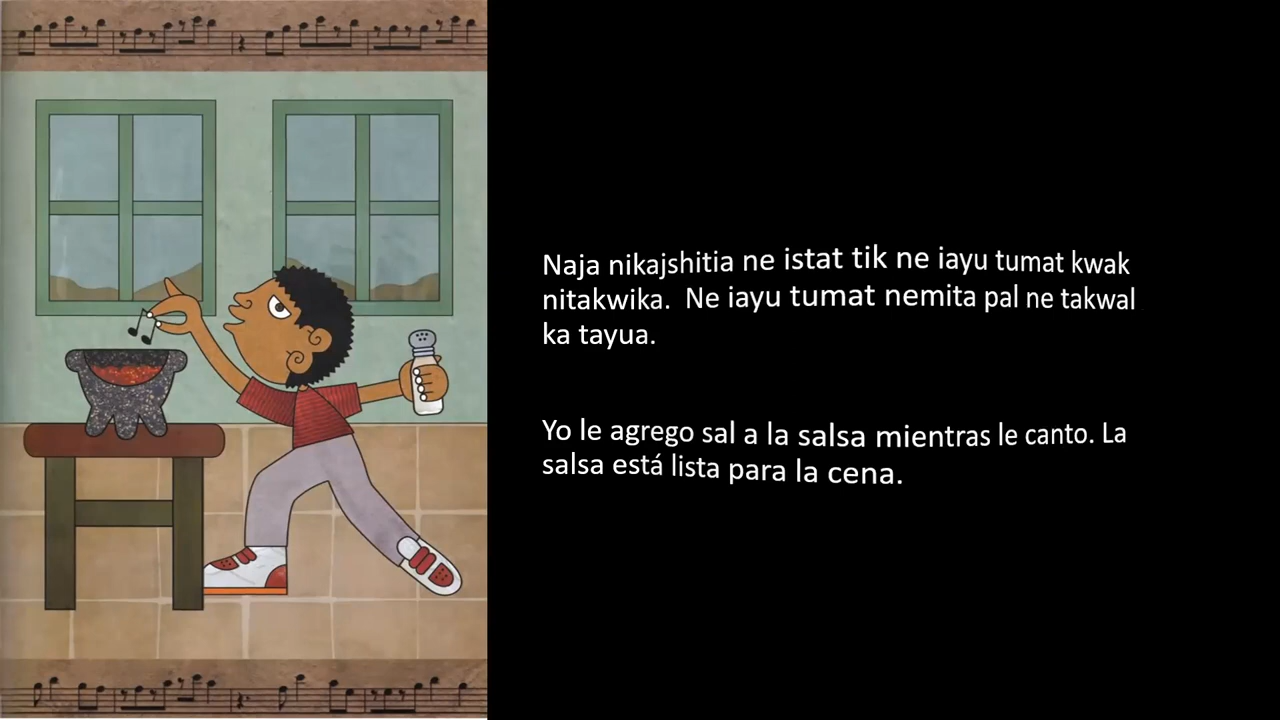 Naja nikajshitia ne istat tik ne iayu tumat kwak
nitakwika.  Ne iayu tumat nemita pal ne takwal
ka tayua.
Yo le agrego sal a la salsa mientras le canto. La
salsa está lista para la cena.